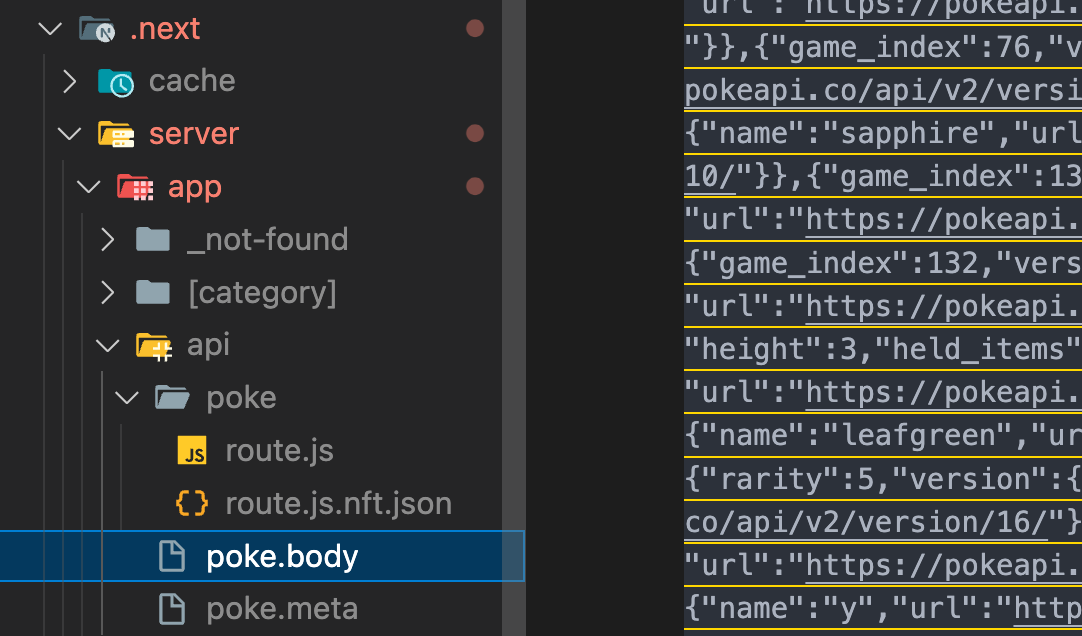 .next
cache
server
app
_not-found
[category]
api
poke
JS route.js
{} route.js.nft.json
poke.body
poke.meta
"url":"https://pokeapi.
"}},{"game_index":76,"v
pokeapi.co/api/v2/versi
{"name":"sapphire","url
10/"}},{"game_index":13
"url":"https://pokeapi.
{"game_index":132,"vers
"url":"https://pokeapi.
"height":3,"held_items"
"url":"https://pokeapi.
{"name":"leafgreen","ur
{"rarity":5,"version":{
co/api/v2/version/16/"}
"url":"https://pokeapi.
{"name":"y","url":"http